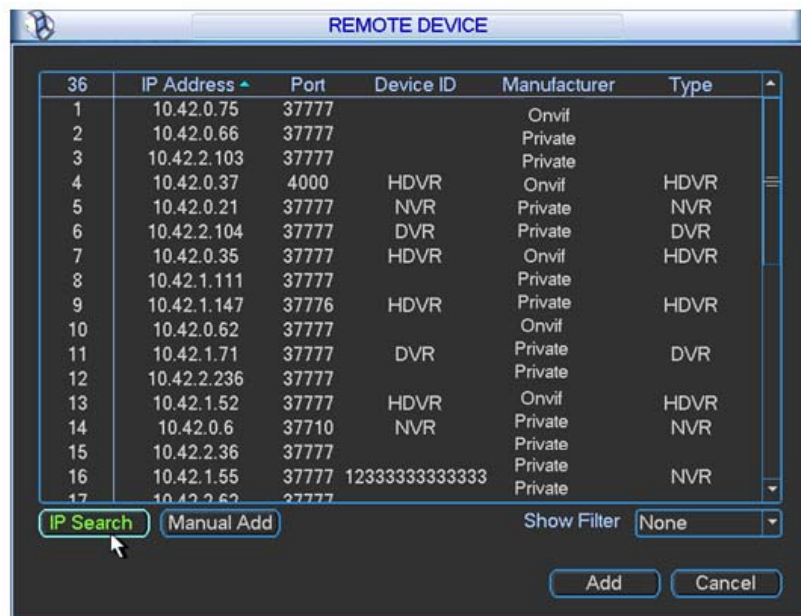 REMOTE DEVICE
36 IP Address Port Device ID Manufacturer Type
1 10.42.0.75 37777 Onvif
2 10.42.0.66 37777 Private
3 10.42.2.103 37777 Private
4 10.42.0.37 4000 HDVR Onvif HDVR
5 10.42.0.21 37777 NVR Private NVR
6 10.42.2.104 37777 DVR Private DVR
7 10.42.0.35 37777 HDVR Onvif HDVR
8 10.42.1.111 37777 Private
9 10.42.1.147 37776 HDVR Private HDVR
10 10.42.0.62 37777 Onvif
11 10.42.1.71 37777 DVR Private DVR
12 10.42.2.236 37777 Private
13 10.42.1.52 37777 HDVR Onvif HDVR
14 10.42.0.6 37710 NVR Private NVR
15 10.42.2.36 37777 Private
16 10.42.1.55 37777 12333333333333 Private NVR
17 10.42.2.62 37777 Private
IP Search Manual Add Show Filter None
Add Cancel